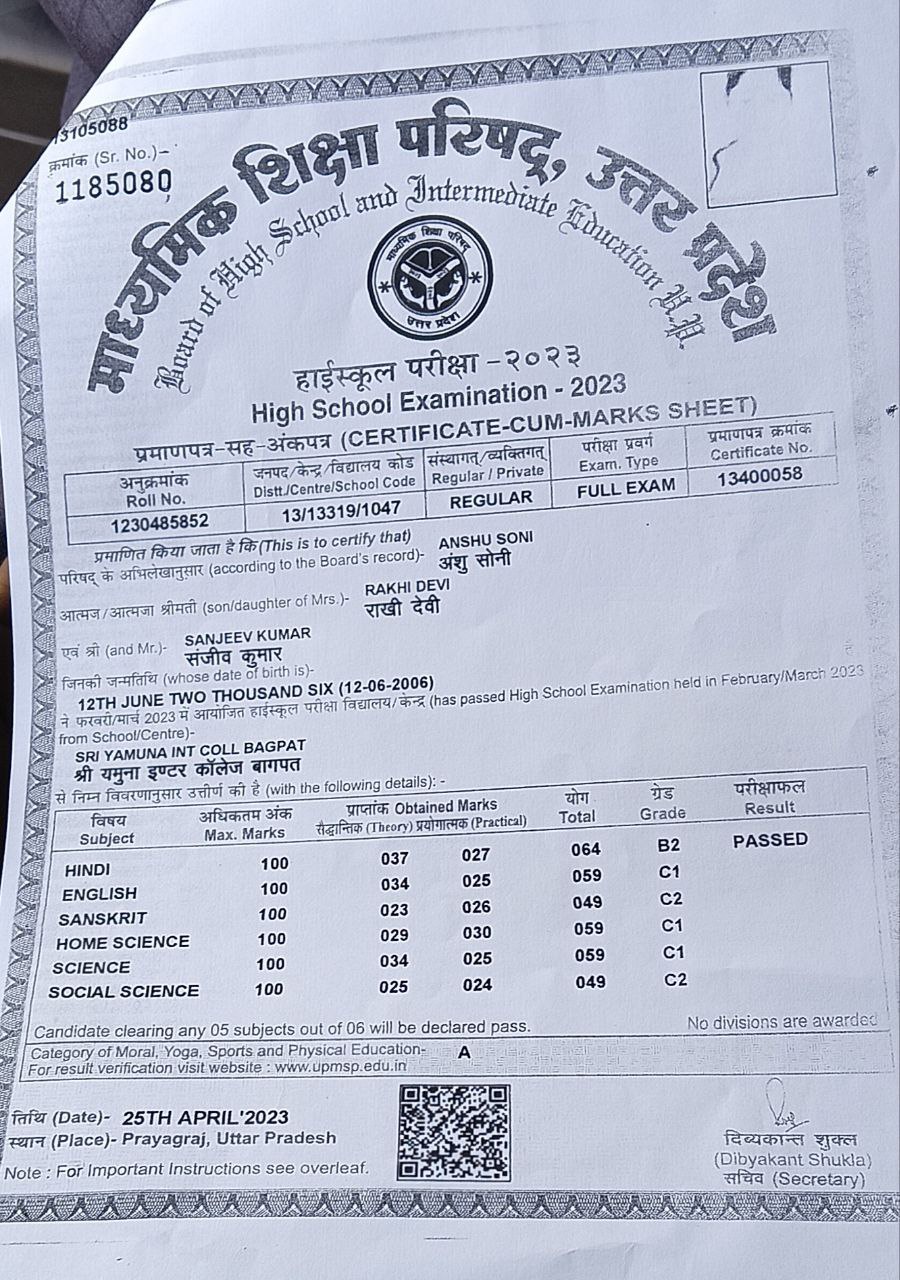 13105088
क्रमांक (Sr. No.)–
1185080
माध्यमिक शिक्षा परिषद्, उत्तर प्रदेश
Board of High School and Intermediate Education U.P.
माध्यमिक शिक्षा परिषद
उत्तर प्रदेश
हाईस्कूल परीक्षा – २०२३
High School Examination - 2023
प्रमाणपत्र–सह–अंकपत्र (CERTIFICATE-CUM-MARKS SHEET)
अनुक्रमांक जनपद/केन्द्र/विद्यालय कोड संस्थागत्/व्यक्तिगत् परीक्षा प्रवर्ग प्रमाणपत्र क्रमांक
Roll No. Distt./Centre/School Code Regular / Private Exam. Type Certificate No.
1230485852 13/13319/1047 REGULAR FULL EXAM 13400058
प्रमाणित किया जाता है कि (This is to certify that) ANSHU SONI
परिषद् के अभिलेखानुसार (according to the Board's record)- अंशु सोनी
RAKHI DEVI
आत्मज/आत्मजा श्रीमती (son/daughter of Mrs.)- राखी देवी
SANJEEV KUMAR
एवं श्री (and Mr.)- संजीव कुमार
जिनकी जन्मतिथि (whose date of birth is)-
12TH JUNE TWO THOUSAND SIX (12-06-2006)
ने फरवरी/मार्च 2023 में आयोजित हाईस्कूल परीक्षा विद्यालय/केन्द्र (has passed High School Examination held in February/March 2023
from School/Centre)-
SRI YAMUNA INT COLL BAGPAT
श्री यमुना इण्टर कॉलेज बागपत
से निम्न विवरणानुसार उत्तीर्ण की है (with the following details): -
विषय अधिकतम अंक प्राप्तांक Obtained Marks योग ग्रेड परीक्षाफल
Subject Max. Marks सैद्धान्तिक (Theory) प्रयोगात्मक (Practical) Total Grade Result
HINDI 100 037 027 064 B2 PASSED
ENGLISH 100 034 025 059 C1
SANSKRIT 100 023 026 049 C2
HOME SCIENCE 100 029 030 059 C1
SCIENCE 100 034 025 059 C1
SOCIAL SCIENCE 100 025 024 049 C2
Candidate clearing any 05 subjects out of 06 will be declared pass. No divisions are awarded
Category of Moral, Yoga, Sports and Physical Education- A
For result verification visit website : www.upmsp.edu.in
तिथि (Date)- 25TH APRIL'2023
स्थान (Place)- Prayagraj, Uttar Pradesh
Note : For Important Instructions see overleaf.
दिव्यकान्त शुक्ल
(Dibyakant Shukla)
सचिव (Secretary)